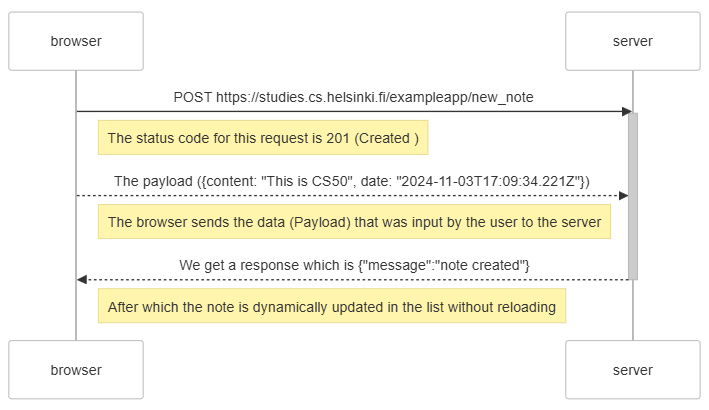 browser server
POST https://studies.cs.helsinki.fi/exampleapp/new_note
The status code for this request is 201 (Created )
The payload ({content: "This is CS50", date: "2024-11-03T17:09:34.221Z"})
The browser sends the data (Payload) that was input by the user to the server
We get a response which is {"message":"note created"}
After which the note is dynamically updated in the list without reloading
browser server